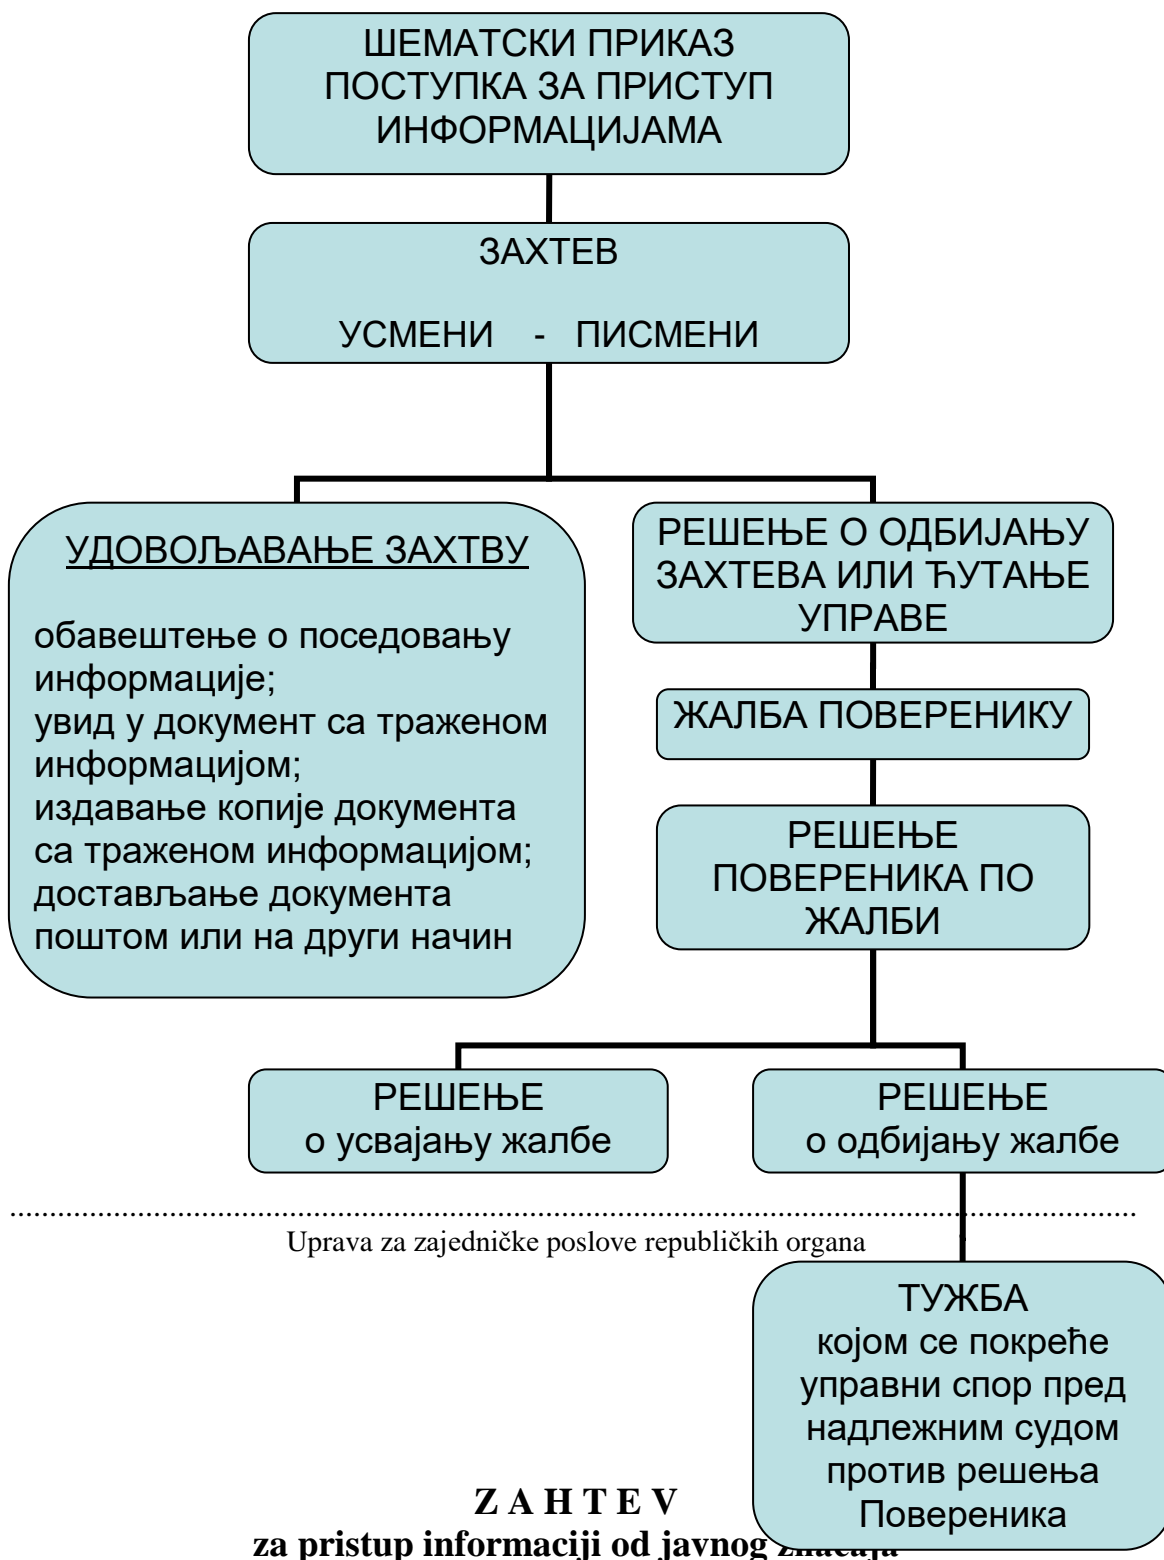 ШЕМАТСКИ ПРИКАЗ
ПОСТУПКА ЗА ПРИСТУП
ИНФОРМАЦИЈАМА
ЗАХТЕВ
УСМЕНИ - ПИСМЕНИ
УДОВОЉАВАЊЕ ЗАХТВУ
обавештење о поседовању
информације;
увид у документ са траженом
информацијом;
издавање копије документа
са траженом информацијом;
достављање документа
поштом или на други начин
РЕШЕЊЕ О ОДБИЈАЊУ
ЗАХТЕВА ИЛИ ЋУТАЊЕ
УПРАВЕ
ЖАЛБА ПОВЕРЕНИКУ
РЕШЕЊЕ
ПОВЕРЕНИКА ПО
ЖАЛБИ
РЕШЕЊЕ
о усвајању жалбе
РЕШЕЊЕ
о одбијању жалбе
Uprava za zajedničke poslove republičkih organa
ТУЖБА
којом се покреће
управни спор пред
надлежним судом
против решења
Повереника
Z A H T E V
za pristup informaciji od javnog značaja